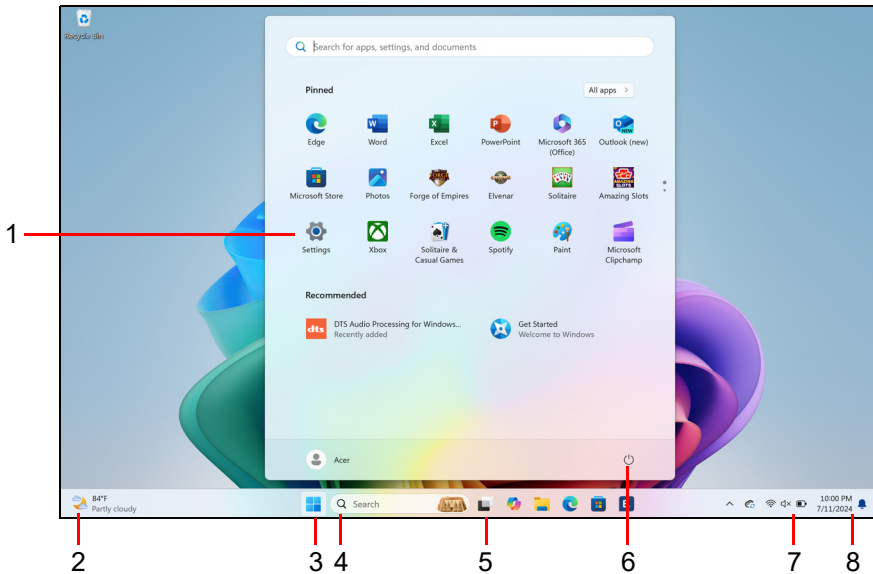 Recycle Bin
Search for apps, settings, and documents
Pinned
All apps >
Edge
Word
Excel
PowerPoint
Microsoft 365
(Office)
Outlook (new)
Microsoft Store
Photos
Forge of Empires
Elvenar
Solitaire
Amazing Slots
1
Settings
Xbox
Solitaire &
Casual Games
Spotify
Paint
Microsoft
Clipchamp
Recommended
dts
DTS Audio Processing for Windows...
Recently added
Get Started
Welcome to Windows
Acer
84°F
Partly cloudy
Search
10:00 PM
7/11/2024
2 3 4 5 6 7 8